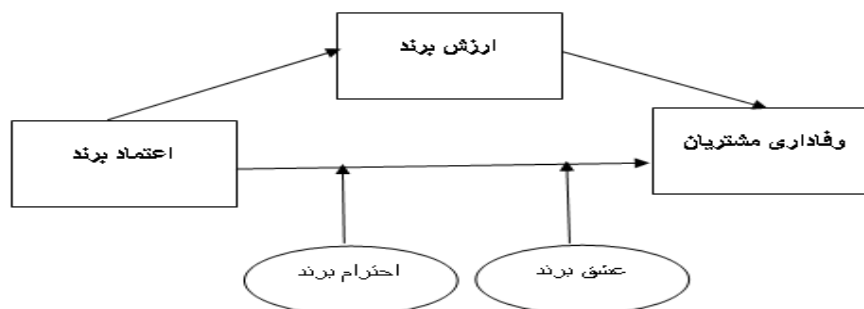 ارزش برند
وفاداری مشتریان
اعتماد برند
عشق برند
احترام برند